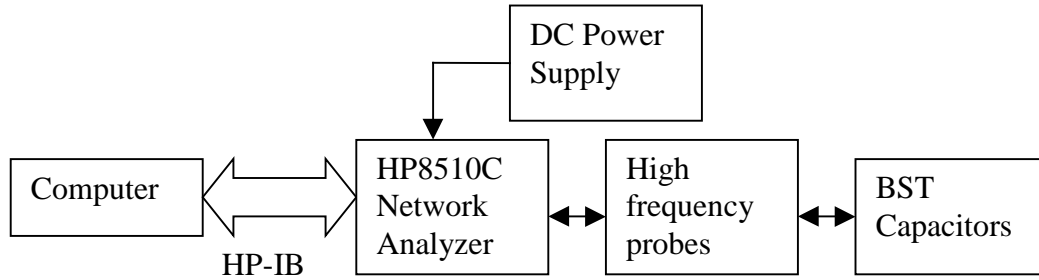 DC Power
Supply
Computer
HP-IB
HP8510C
Network
Analyzer
High
frequency
probes
BST
Capacitors